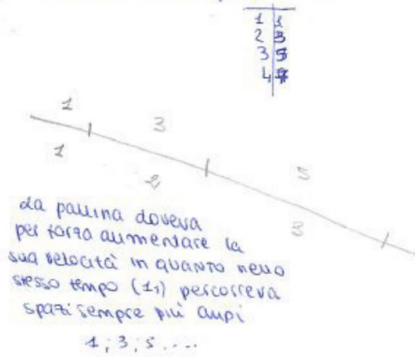 1 1
2 3
3 5
4 7
1 3 5
1 2 3
La pallina doveva
per forza aumentare la
sua velocità in quanto nello
stesso tempo (1s) percorreva
spazi sempre più ampi
1; 3; 5 ....